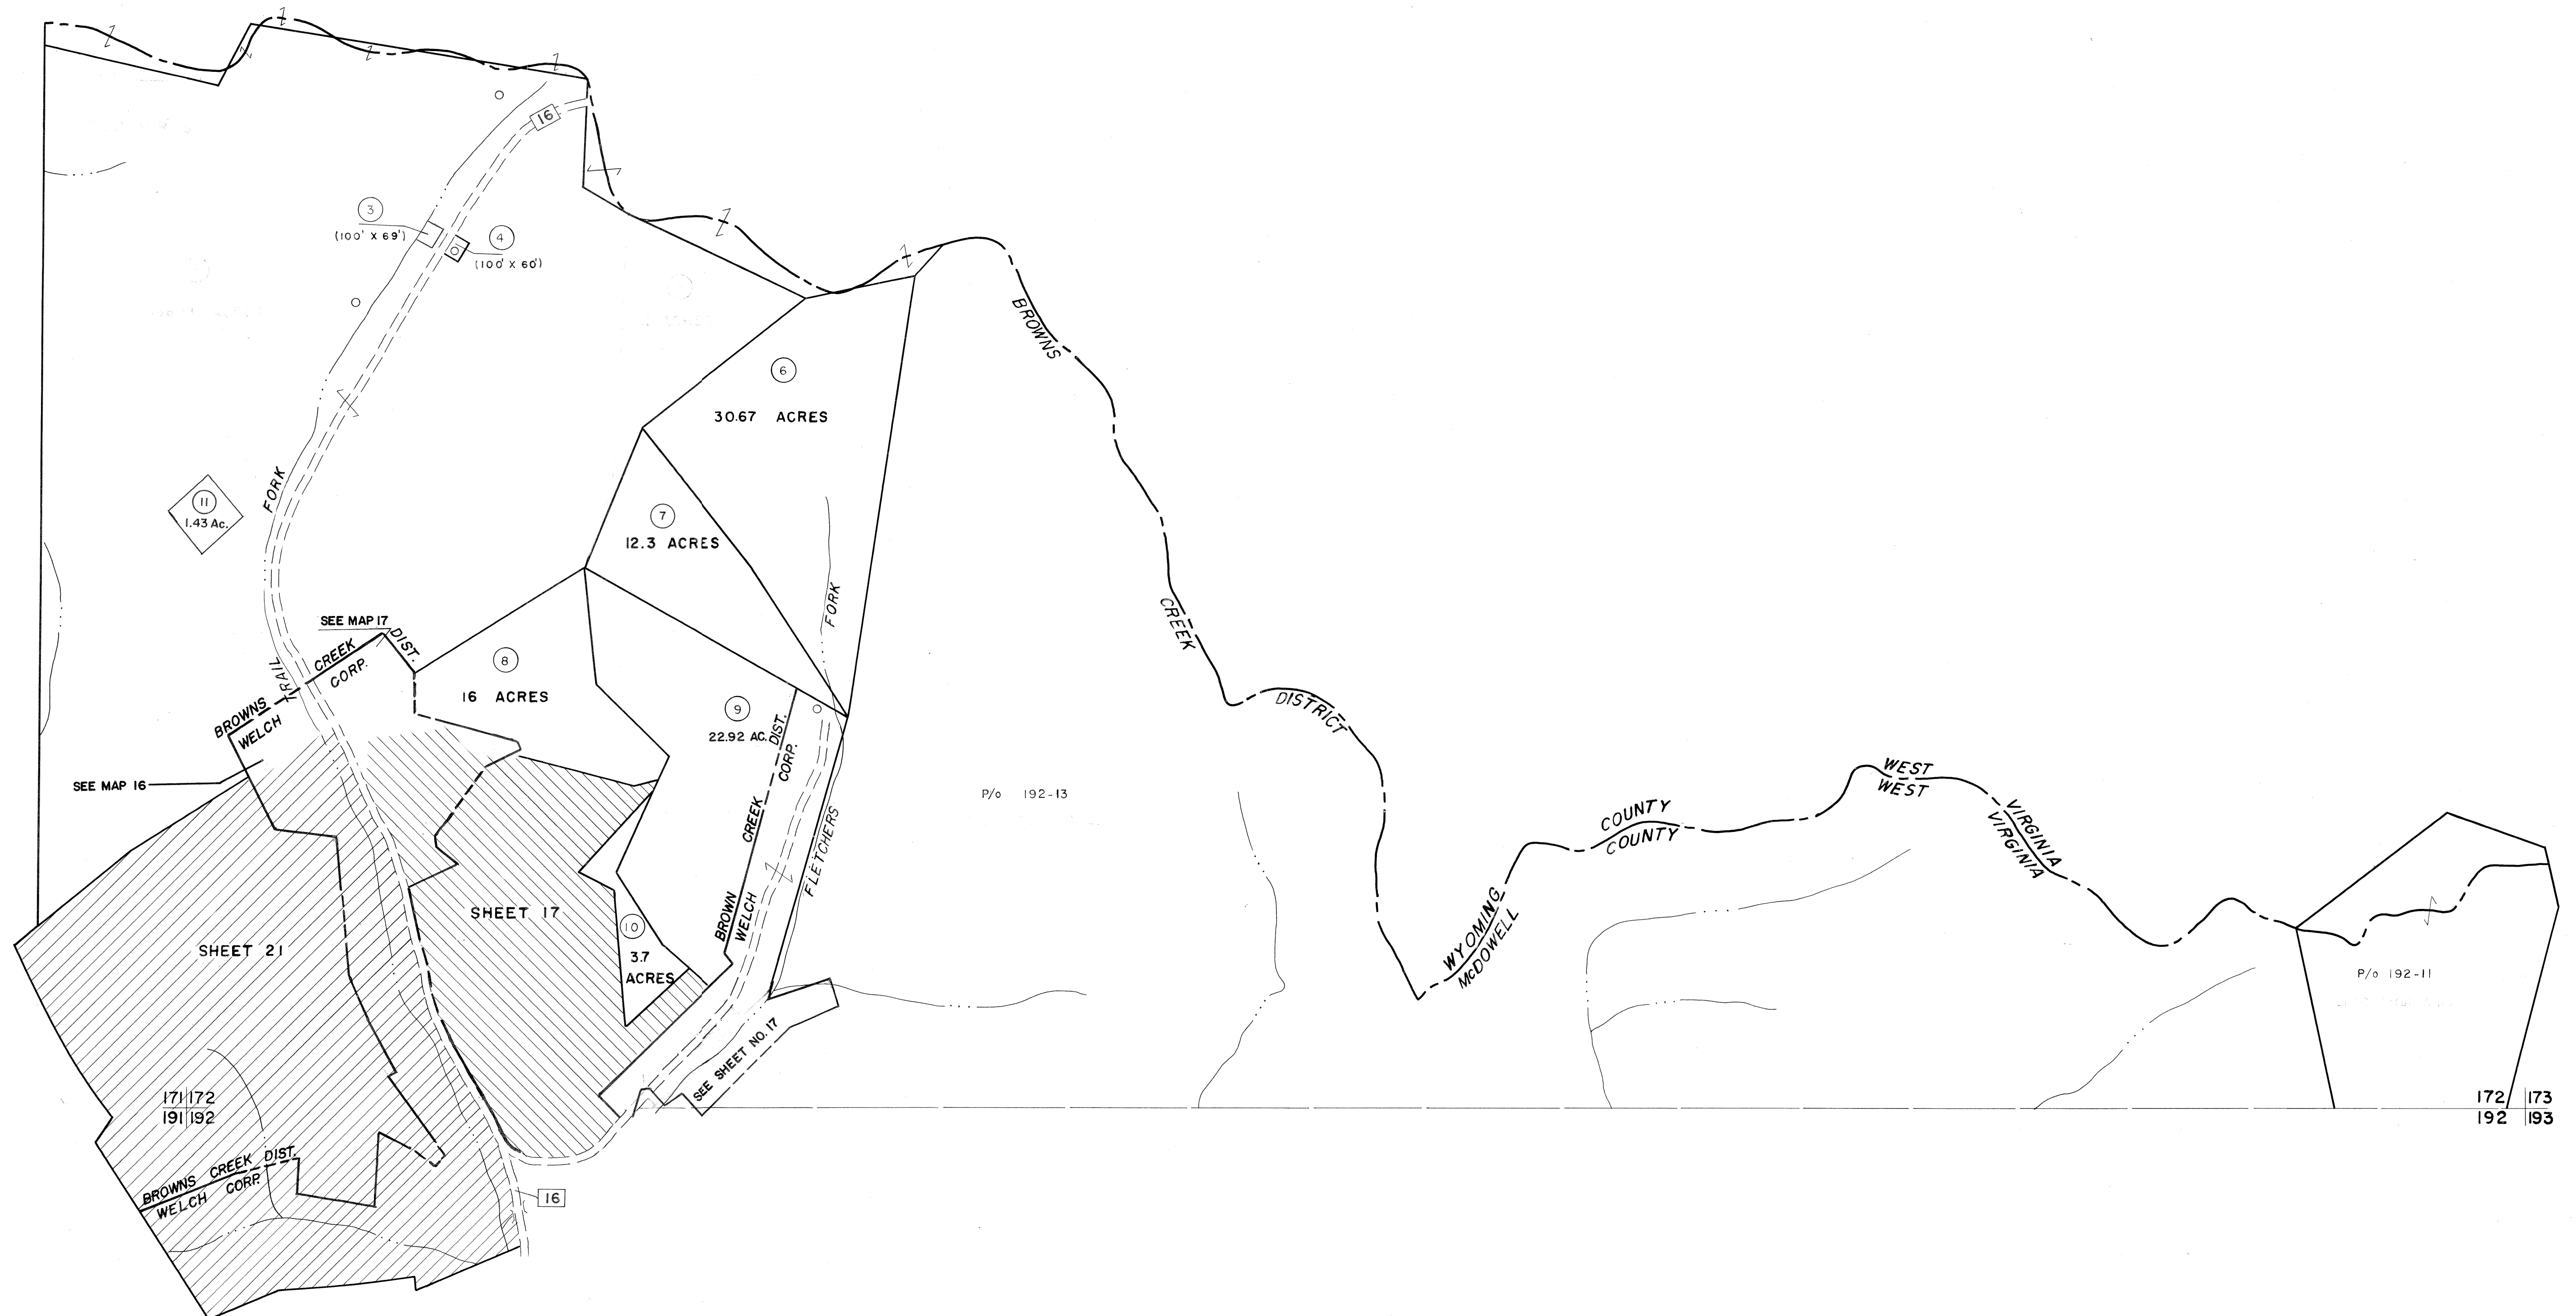 16
3
(100' X 69')
4
(100' X 60')
BROWNS
6
30.67 ACRES
FORK
11
1.43 Ac.
7
12.3 ACRES
FORK
CREEK
SEE MAP 17
DIST.
CREEK
CORP.
TRAIL
8
16 ACRES
BROWNS
WELCH
9
22.92 AC.
DIST.
CORP.
DISTRICT
SEE MAP 16
P/o 192-13
WEST
WEST
COUNTY
COUNTY
VIRGINIA
VIRGINIA
CREEK
FLETCHERS
BROWN
WELCH
SHEET 17
10
3.7
ACRES
SHEET 21
WYOMING
McDOWELL
P/o 192-11
SEE SHEET NO. 17
171 172
191 192
172 173
192 193
BROWNS CREEK DIST.
WELCH CORP.
16